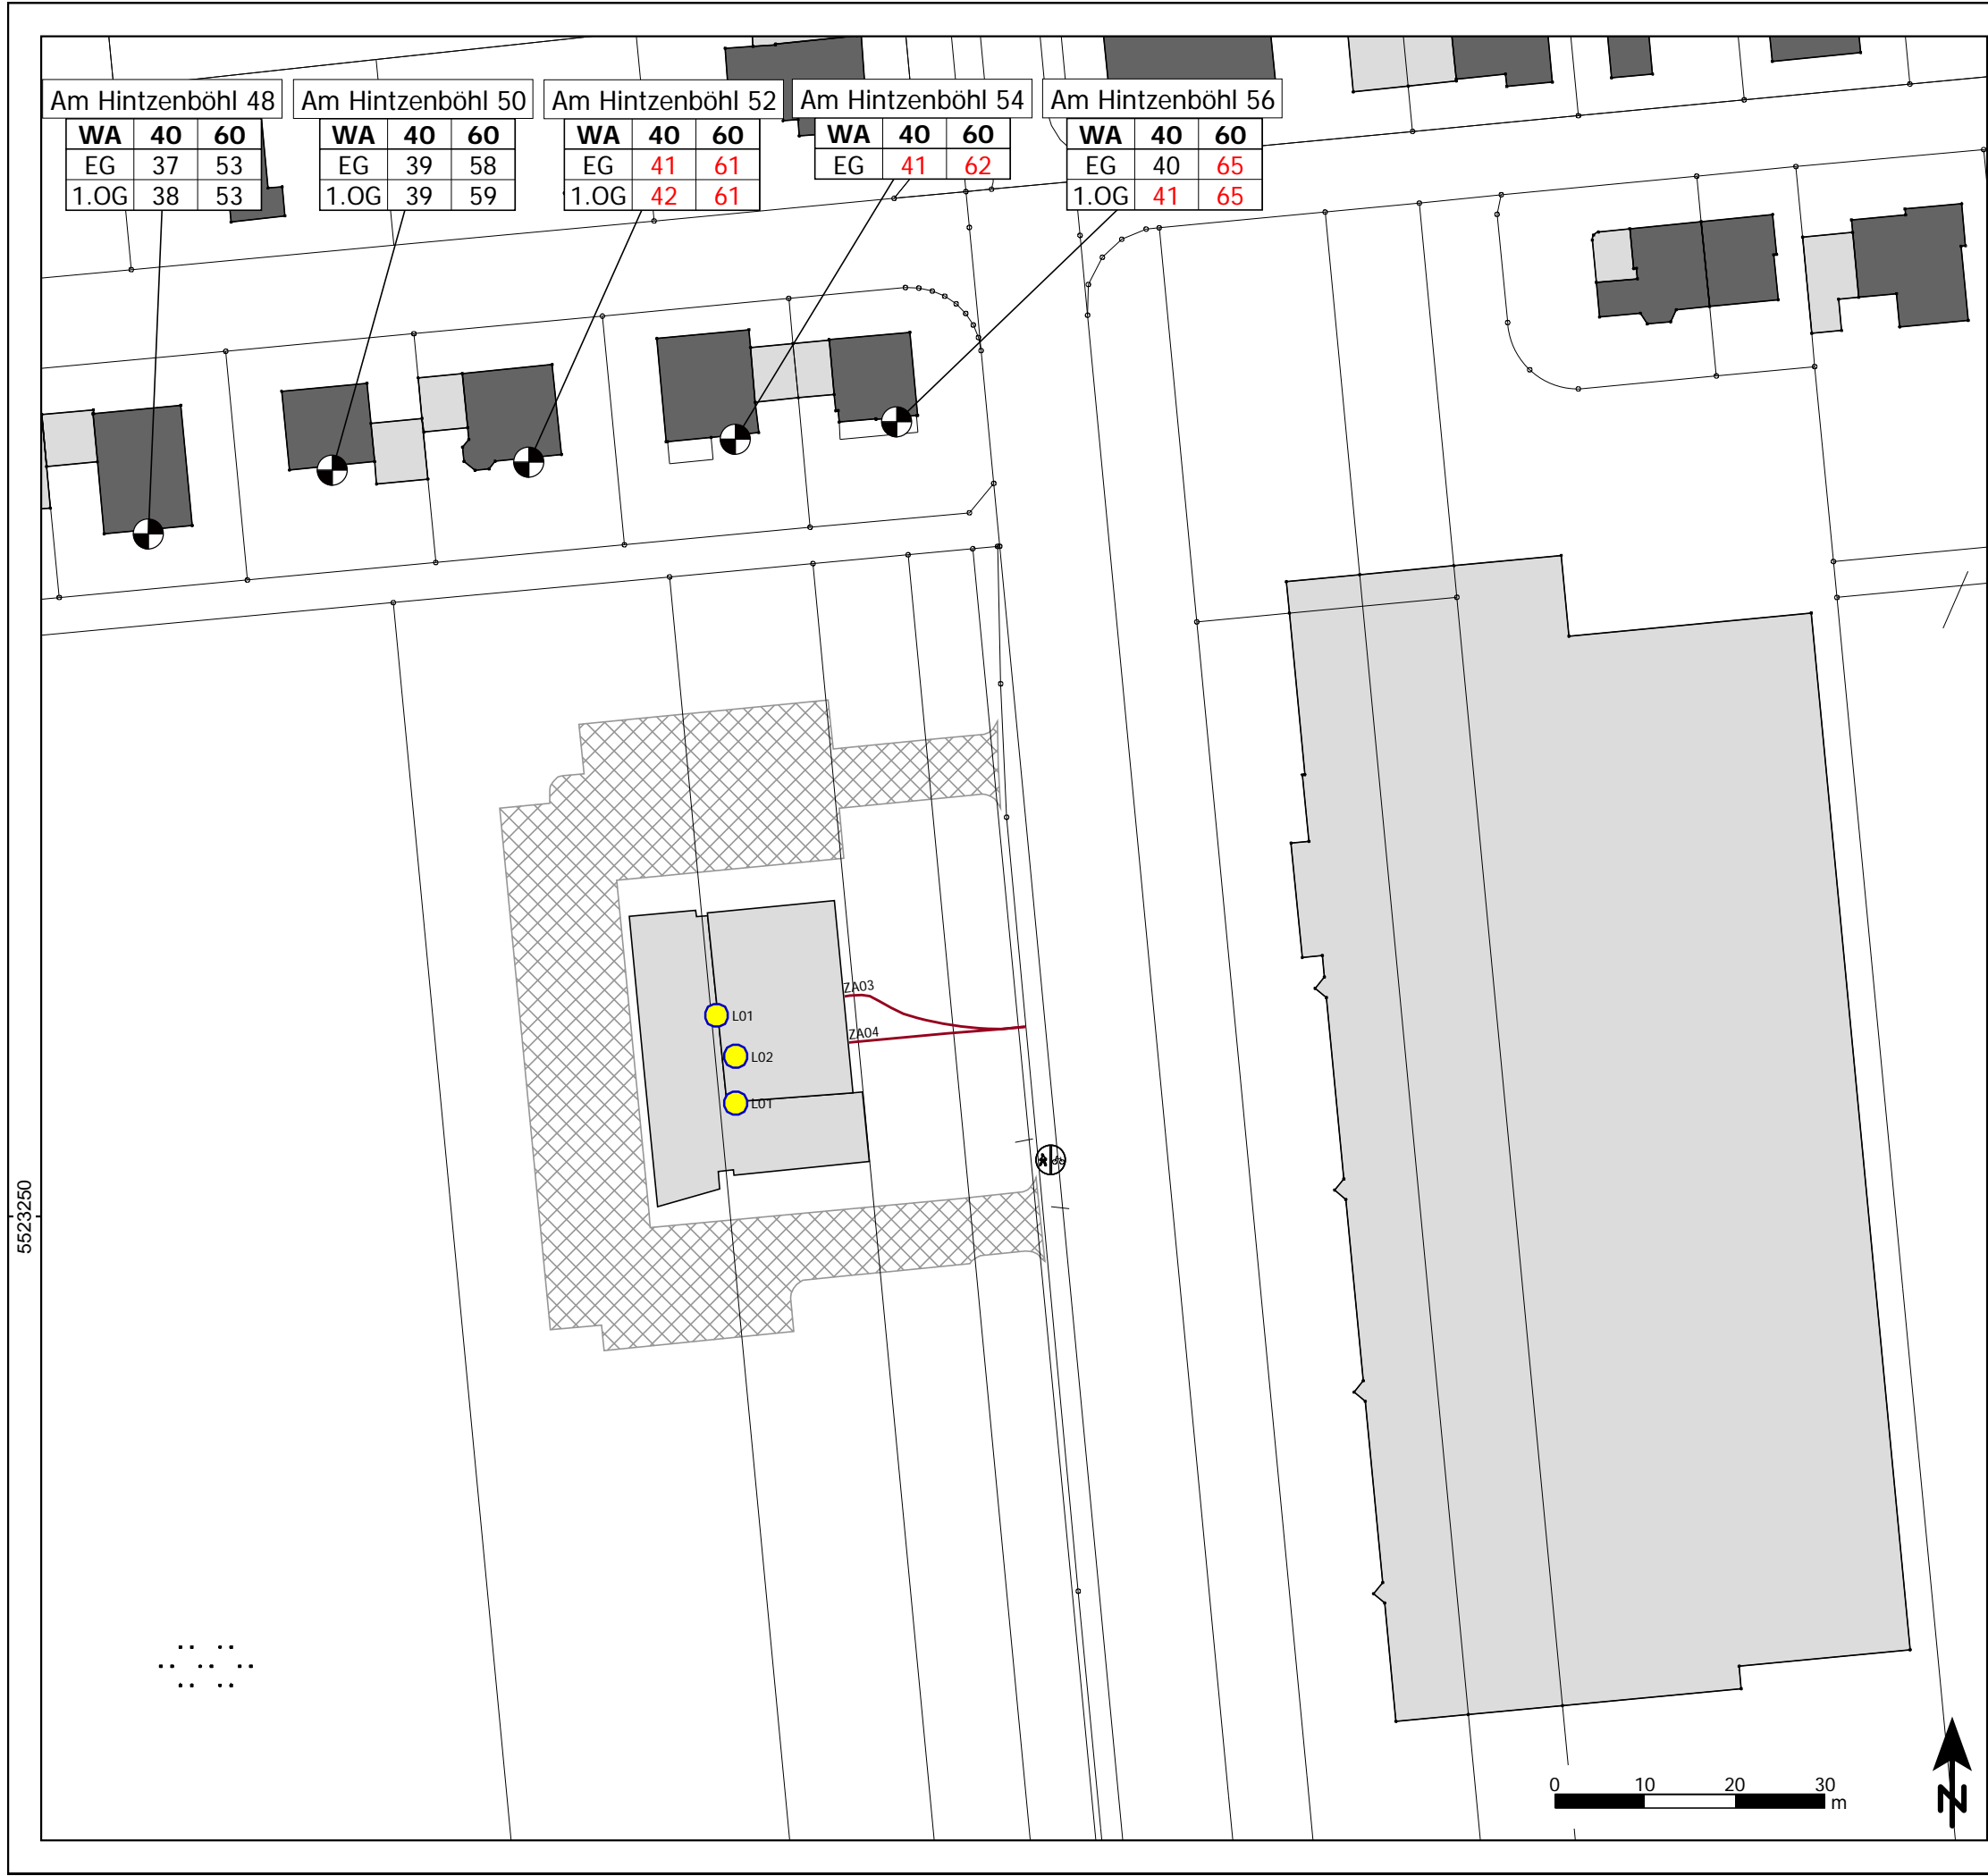 Am Hintzenböhl 48
WA 40 60
EG 37 53
1.OG 38 53
Am Hintzenböhl 50
WA 40 60
EG 39 58
1.OG 39 59
Am Hintzenböhl 52
WA 40 60
EG 41 61
1.OG 42 61
Am Hintzenböhl 54
WA 40 60
EG 41 62
Am Hintzenböhl 56
WA 40 60
EG 40 65
1.OG 41 65
ZA03
L01
ZA04
L02
L01
5523250
0 10 20 30
m
N